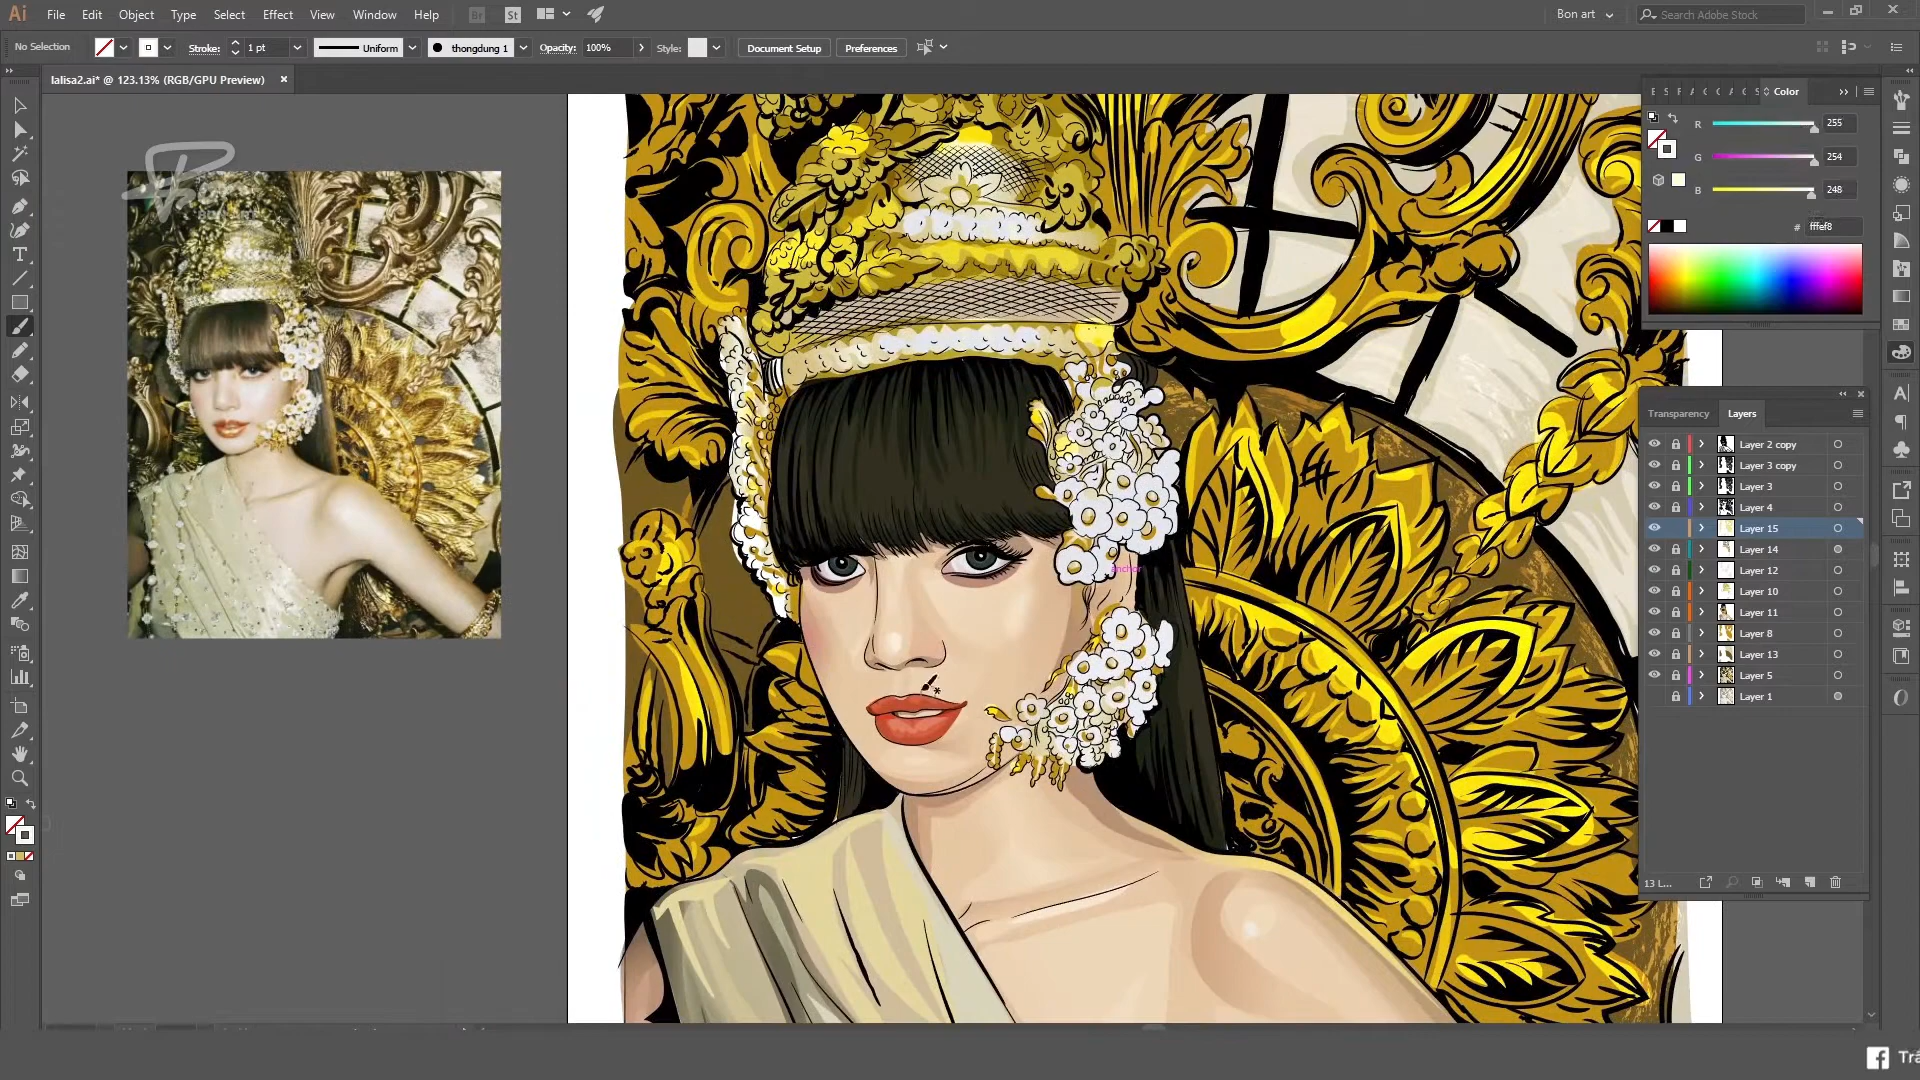 Ai File Edit Object Type Select Effect View Window Help Br St Bon art Search Adobe Stock
No Selection Stroke: 1 pt Uniform thongdung 1 Opacity: 100% Style: Document Setup Preferences
lalisa2.ai* @ 123.13% (RGB/GPU Preview)
Color
R 255
G 254
B 248
# fffef8
Transparency Layers
Layer 2 copy
Layer 3 copy
Layer 3
Layer 4
Layer 15
Layer 14
Layer 12
Layer 10
Layer 11
Layer 8
Layer 13
Layer 5
Layer 1
13 L...
anchor